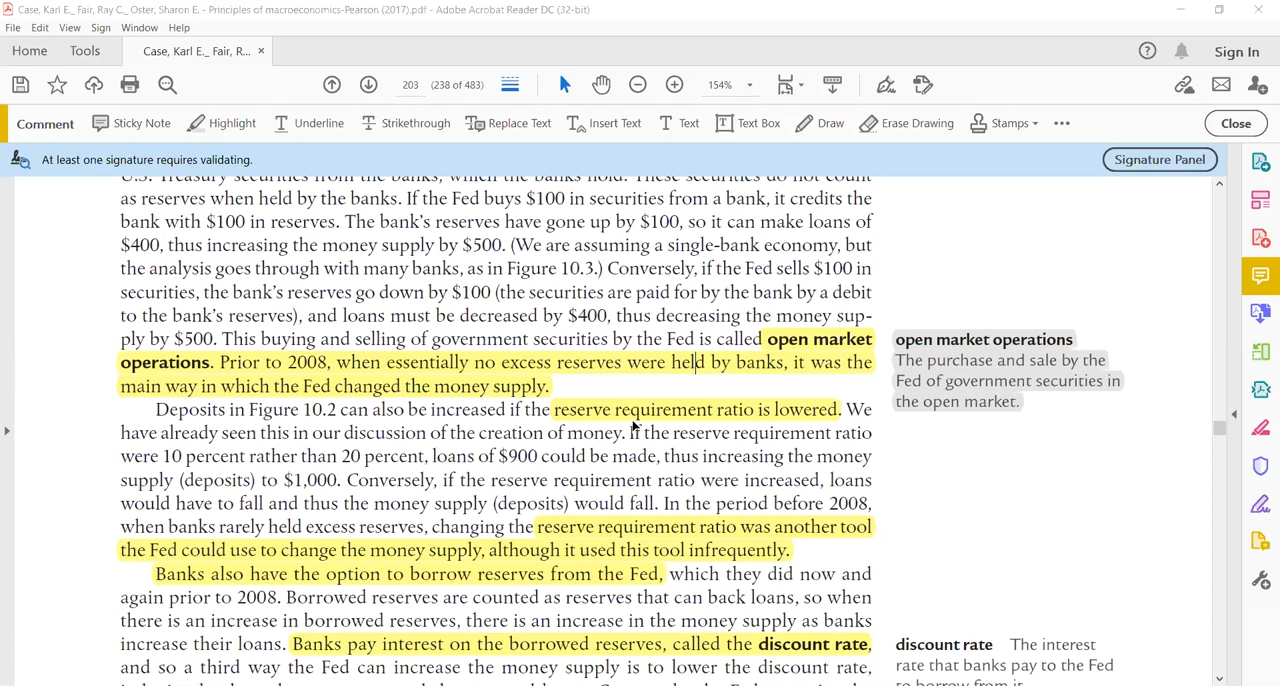 Case, Karl E._ Fair, Ray C._ Oster, Sharon E. - Principles of macroeconomics-Pearson (2017).pdf - Adobe Acrobat Reader DC (32-bit)
File Edit View Sign Window Help
Home Tools Case, Karl E._ Fair, R... × Sign In
203 (238 of 483) 154%
Comment Sticky Note Highlight Underline Strikethrough Replace Text Insert Text Text Text Box Draw Erase Drawing Stamps Close
At least one signature requires validating. Signature Panel
U.S. Treasury securities from the banks, which the banks hold. These securities do not count
as reserves when held by the banks. If the Fed buys $100 in securities from a bank, it credits the
bank with $100 in reserves. The bank's reserves have gone up by $100, so it can make loans of
$400, thus increasing the money supply by $500. (We are assuming a single-bank economy, but
the analysis goes through with many banks, as in Figure 10.3.) Conversely, if the Fed sells $100 in
securities, the bank's reserves go down by $100 (the securities are paid for by the bank by a debit
to the bank's reserves), and loans must be decreased by $400, thus decreasing the money sup-
ply by $500. This buying and selling of government securities by the Fed is called open market
operations. Prior to 2008, when essentially no excess reserves were held by banks, it was the
main way in which the Fed changed the money supply.
Deposits in Figure 10.2 can also be increased if the reserve requirement ratio is lowered. We
have already seen this in our discussion of the creation of money. If the reserve requirement ratio
were 10 percent rather than 20 percent, loans of $900 could be made, thus increasing the money
supply (deposits) to $1,000. Conversely, if the reserve requirement ratio were increased, loans
would have to fall and thus the money supply (deposits) would fall. In the period before 2008,
when banks rarely held excess reserves, changing the reserve requirement ratio was another tool
the Fed could use to change the money supply, although it used this tool infrequently.
Banks also have the option to borrow reserves from the Fed, which they did now and
again prior to 2008. Borrowed reserves are counted as reserves that can back loans, so when
there is an increase in borrowed reserves, there is an increase in the money supply as banks
increase their loans. Banks pay interest on the borrowed reserves, called the discount rate,
and so a third way the Fed can increase the money supply is to lower the discount rate,
open market operations
The purchase and sale by the
Fed of government securities in
the open market.
discount rate The interest
rate that banks pay to the Fed
to borrow from it.